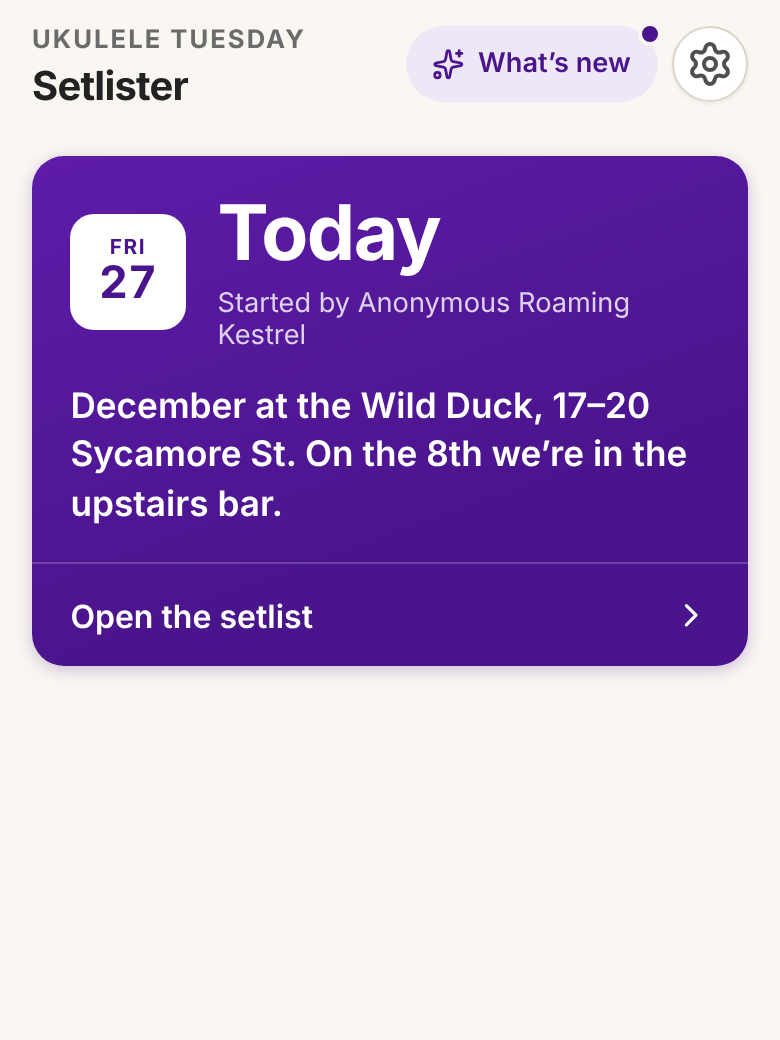 UKULELE TUESDAY
Setlister
What’s new
FRI
27
Today
Started by Anonymous Roaming
Kestrel
December at the Wild Duck, 17–20
Sycamore St. On the 8th we’re in the
upstairs bar.
Open the setlist